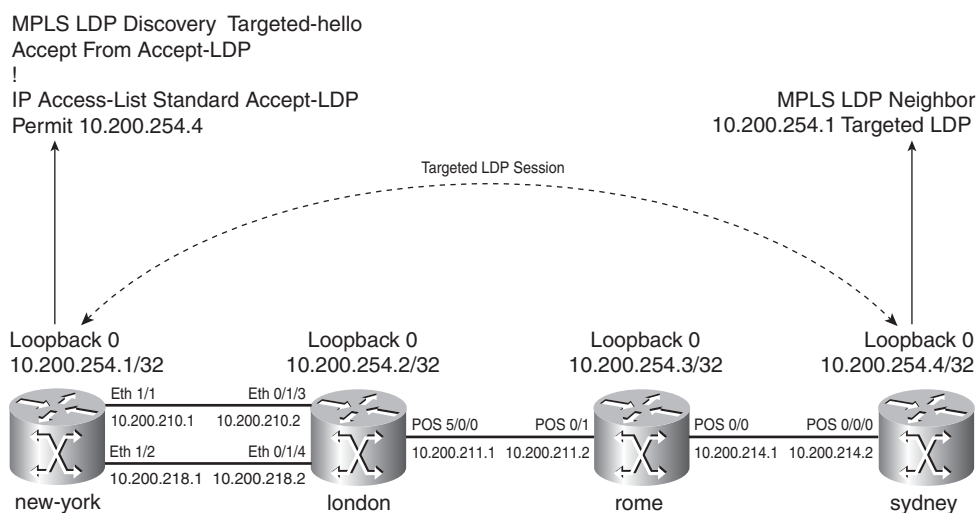 MPLS LDP Discovery Targeted-hello
Accept From Accept-LDP
!
IP Access-List Standard Accept-LDP
Permit 10.200.254.4
MPLS LDP Neighbor
10.200.254.1 Targeted LDP
Targeted LDP Session
Loopback 0
10.200.254.1/32
Loopback 0
10.200.254.2/32
Loopback 0
10.200.254.3/32
Loopback 0
10.200.254.4/32
Eth 1/1 Eth 0/1/3
10.200.210.1 10.200.210.2
Eth 1/2 Eth 0/1/4
10.200.218.1 10.200.218.2
POS 5/0/0 POS 0/1
10.200.211.1 10.200.211.2
POS 0/0 POS 0/0/0
10.200.214.1 10.200.214.2
new-york london rome sydney